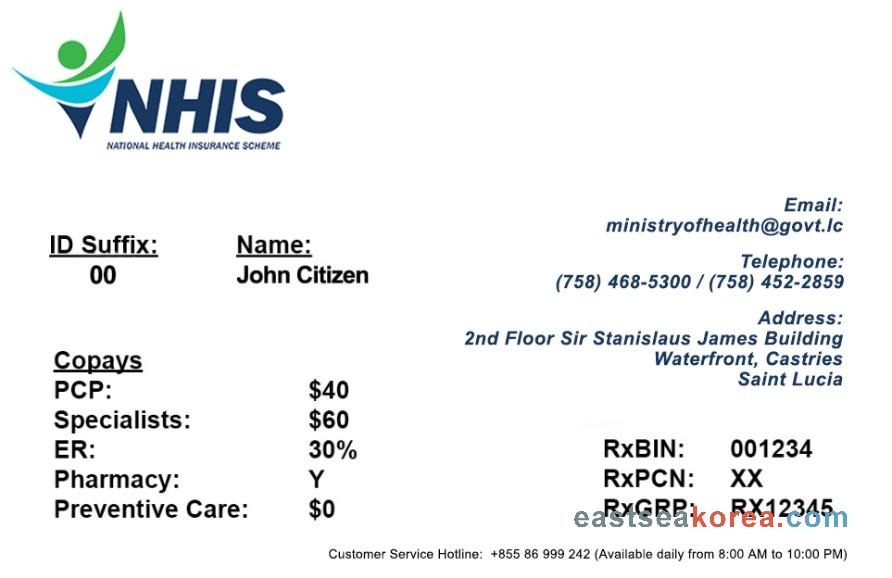 NHIS
NATIONAL HEALTH INSURANCE SCHEME
Email:
ministryofhealth@govt.lc
Telephone:
(758) 468-5300 / (758) 452-2859
Address:
2nd Floor Sir Stanislaus James Building
Waterfront, Castries
Saint Lucia
ID Suffix: Name:
00 John Citizen
Copays
PCP: $40
Specialists: $60
ER: 30%
Pharmacy: Y
Preventive Care: $0
RxBIN: 001234
RxPCN: XX
RxGRP: RX12345
eastseakorea.com
Customer Service Hotline: +855 86 999 242 (Available daily from 8:00 AM to 10:00 PM)